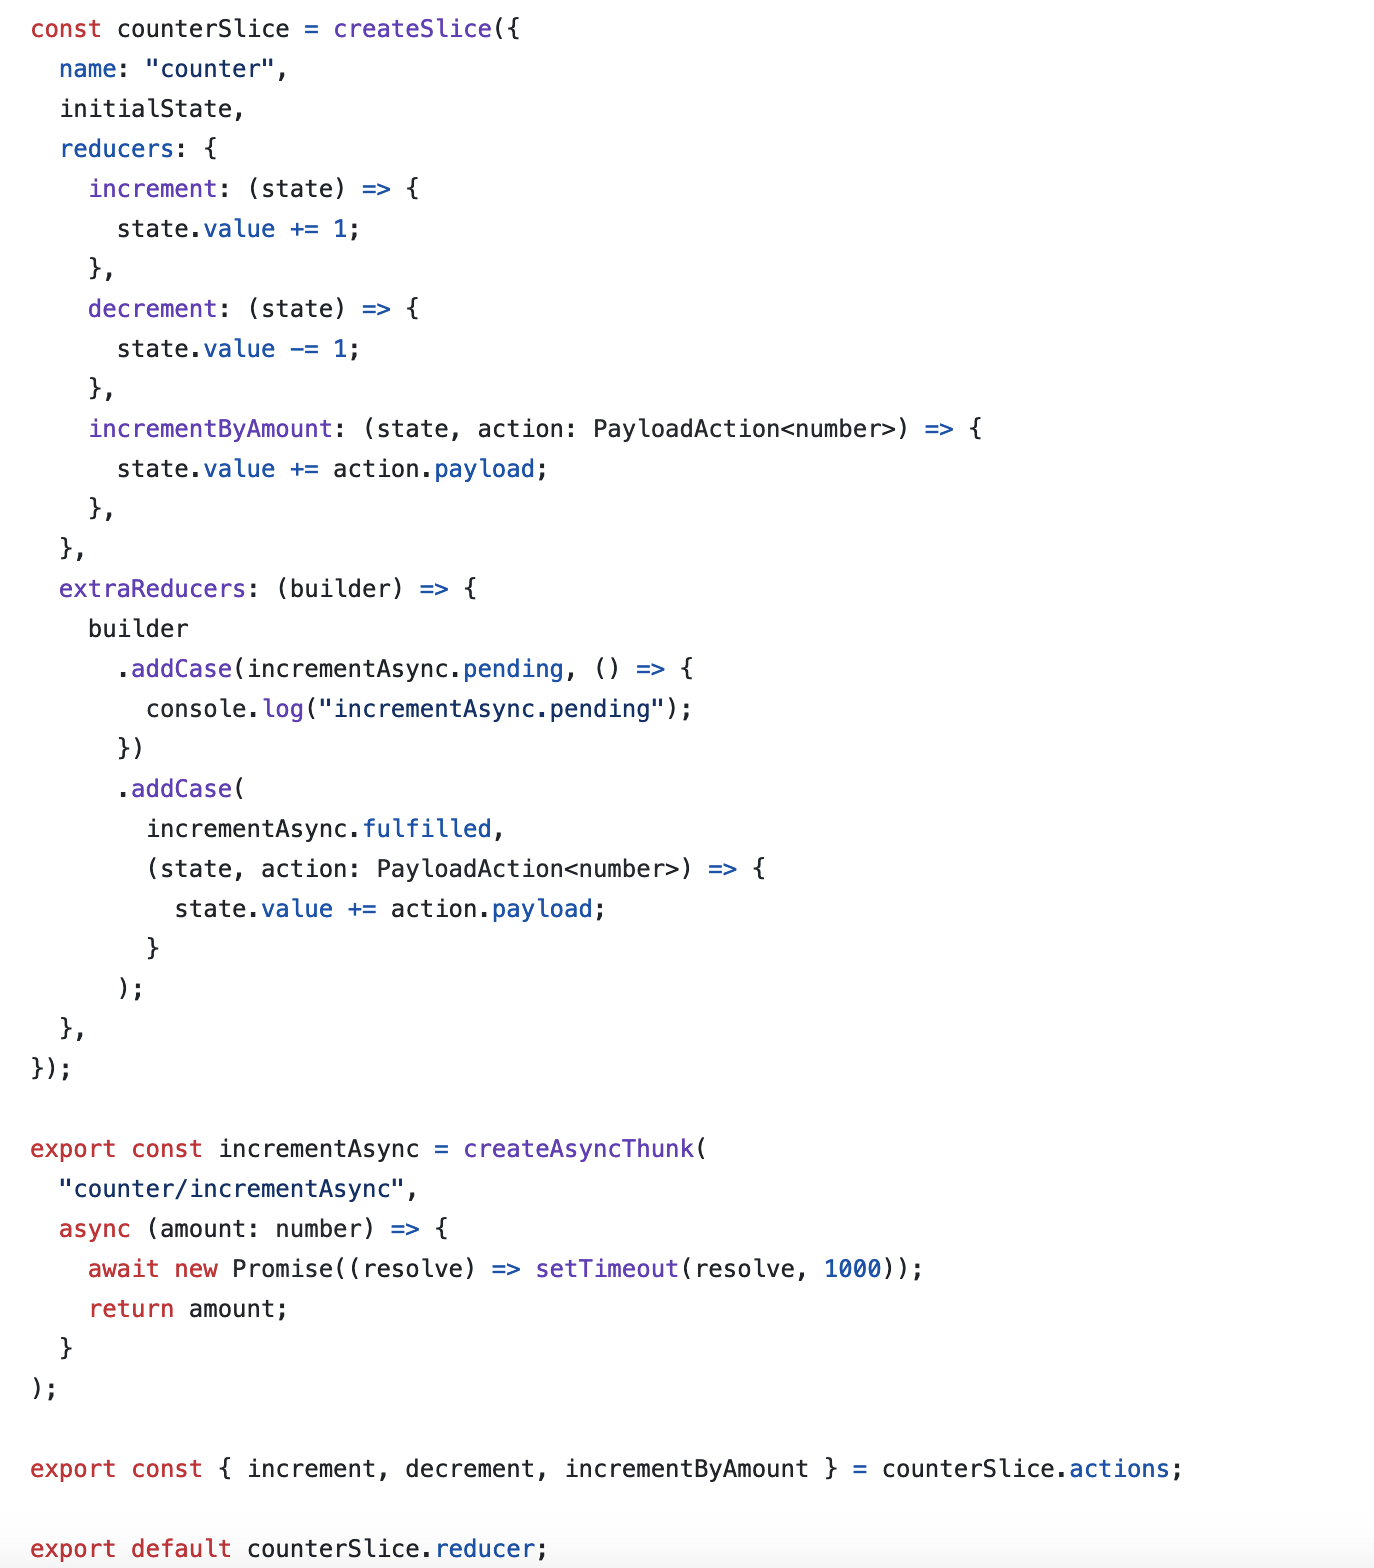 const counterSlice = createSlice({
  name: "counter",
  initialState,
  reducers: {
    increment: (state) => {
      state.value += 1;
    },
    decrement: (state) => {
      state.value -= 1;
    },
    incrementByAmount: (state, action: PayloadAction<number>) => {
      state.value += action.payload;
    },
  },
  extraReducers: (builder) => {
    builder
      .addCase(incrementAsync.pending, () => {
        console.log("incrementAsync.pending");
      })
      .addCase(
        incrementAsync.fulfilled,
        (state, action: PayloadAction<number>) => {
          state.value += action.payload;
        }
      );
  },
});

export const incrementAsync = createAsyncThunk(
  "counter/incrementAsync",
  async (amount: number) => {
    await new Promise((resolve) => setTimeout(resolve, 1000));
    return amount;
  }
);

export const { increment, decrement, incrementByAmount } = counterSlice.actions;

export default counterSlice.reducer;